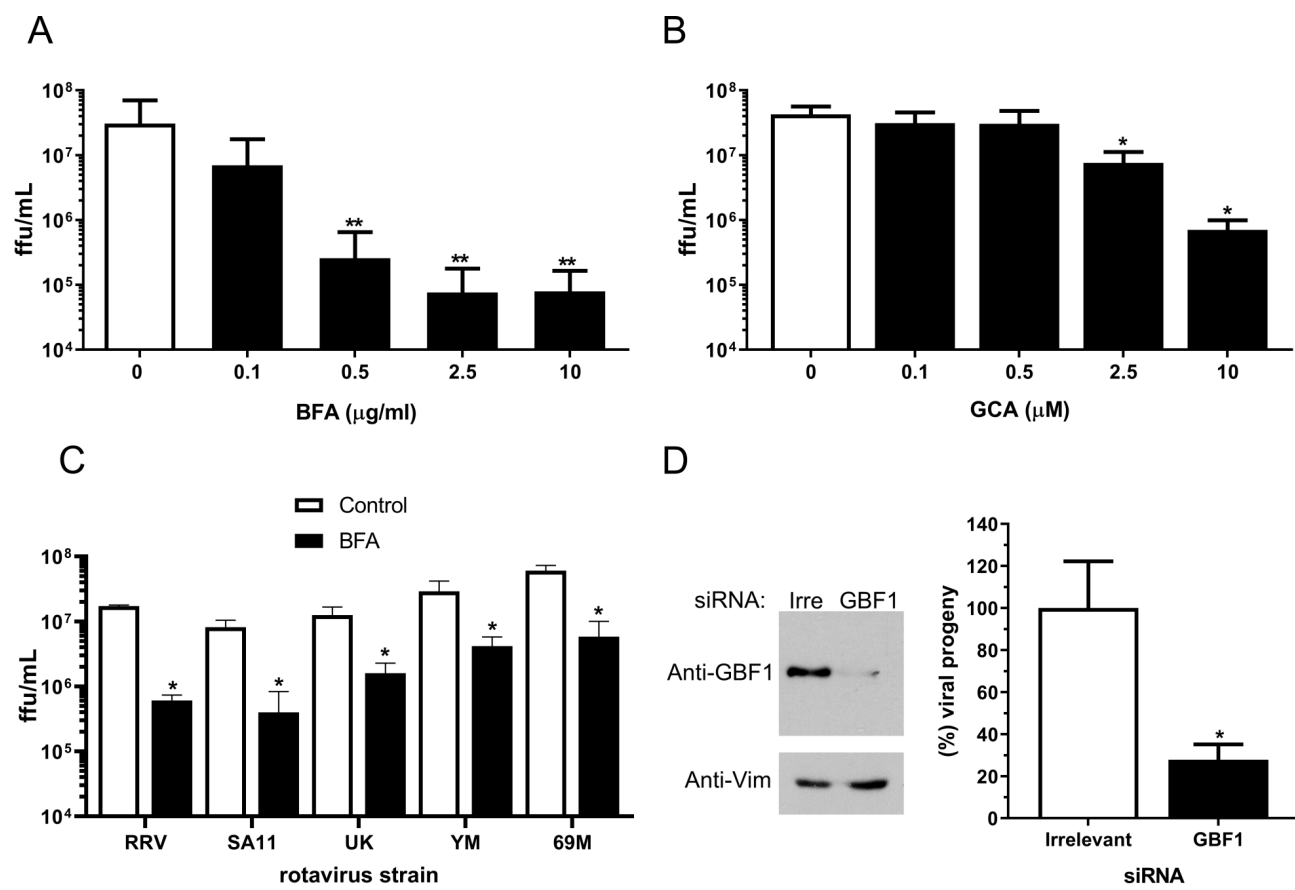 A
10⁸
10⁷
10⁶
10⁵
10⁴
ffu/mL
** ** **
0 0.1 0.5 2.5 10
BFA (μg/ml)
B
10⁸
10⁷
10⁶
10⁵
10⁴
ffu/mL
* *
0 0.1 0.5 2.5 10
GCA (μM)
C
Control
BFA
10⁸
10⁷
10⁶
10⁵
10⁴
ffu/mL
* * * * *
RRV SA11 UK YM 69M
rotavirus strain
D
siRNA: Irre GBF1
Anti-GBF1
Anti-Vim
140
120
100
80
60
40
20
0
(%) viral progeny
*
Irrelevant GBF1
siRNA